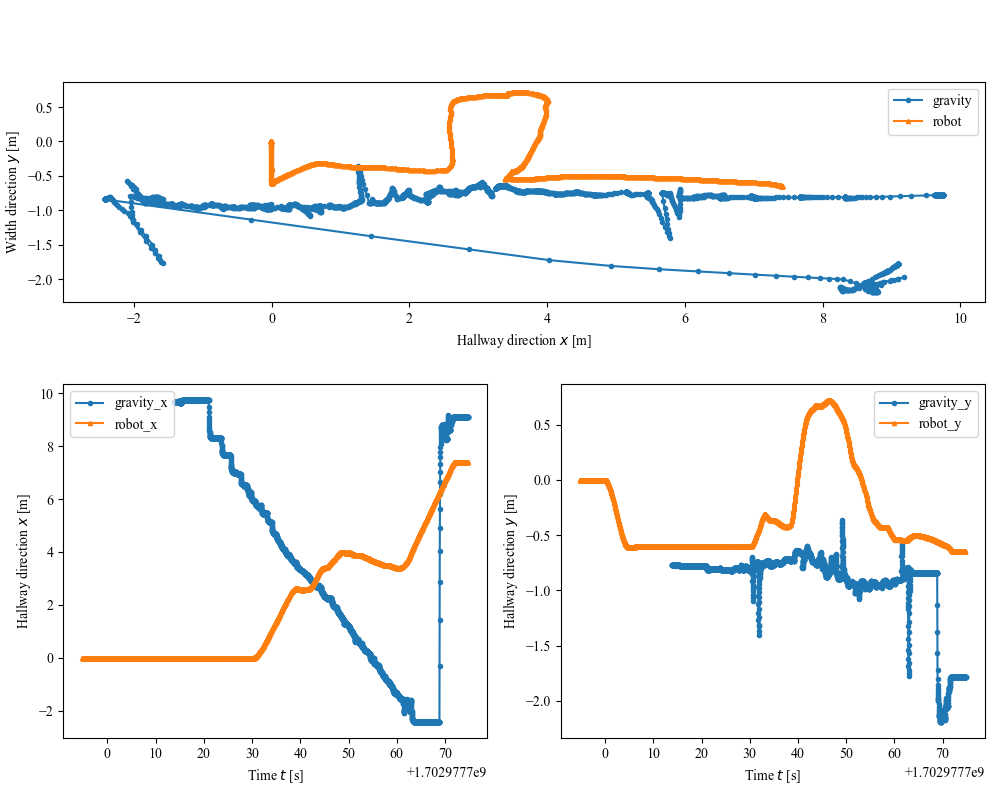 gravity
robot
0.5
0.0
−0.5
−1.0
−1.5
−2.0
Width direction y [m]
−2 0 2 4 6 8 10
Hallway direction x [m]
gravity_x
robot_x
10
8
6
4
2
0
−2
Hallway direction x [m]
0 10 20 30 40 50 60 70
Time t [s]
+1.7029777e9
gravity_y
robot_y
0.5
0.0
−0.5
−1.0
−1.5
−2.0
Hallway direction y [m]
0 10 20 30 40 50 60 70
Time t [s]
+1.7029777e9